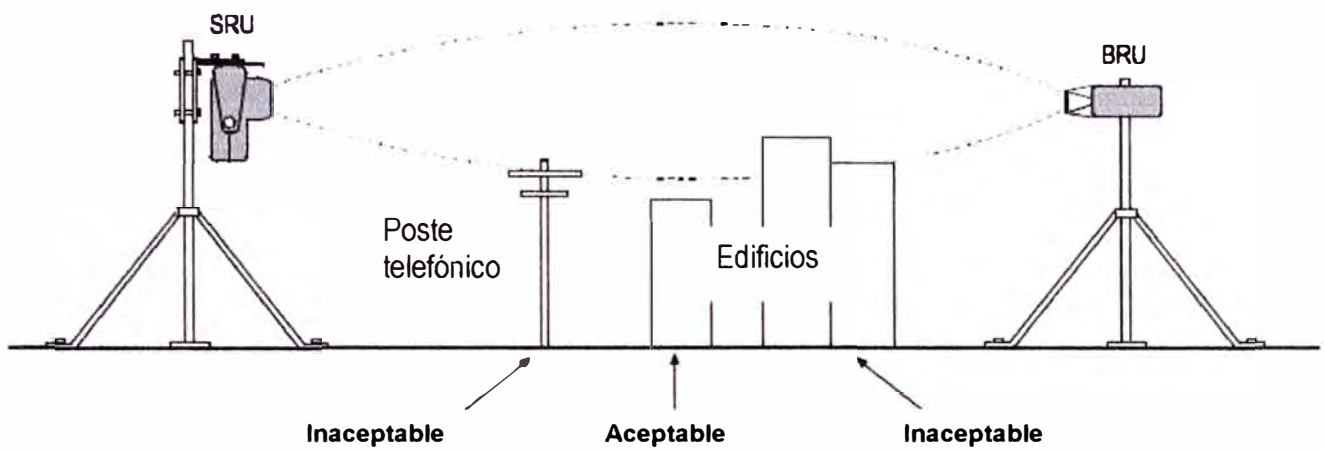 SRU
BRU
Poste
telefónico
Edificios
Inaceptable
Aceptable
Inaceptable